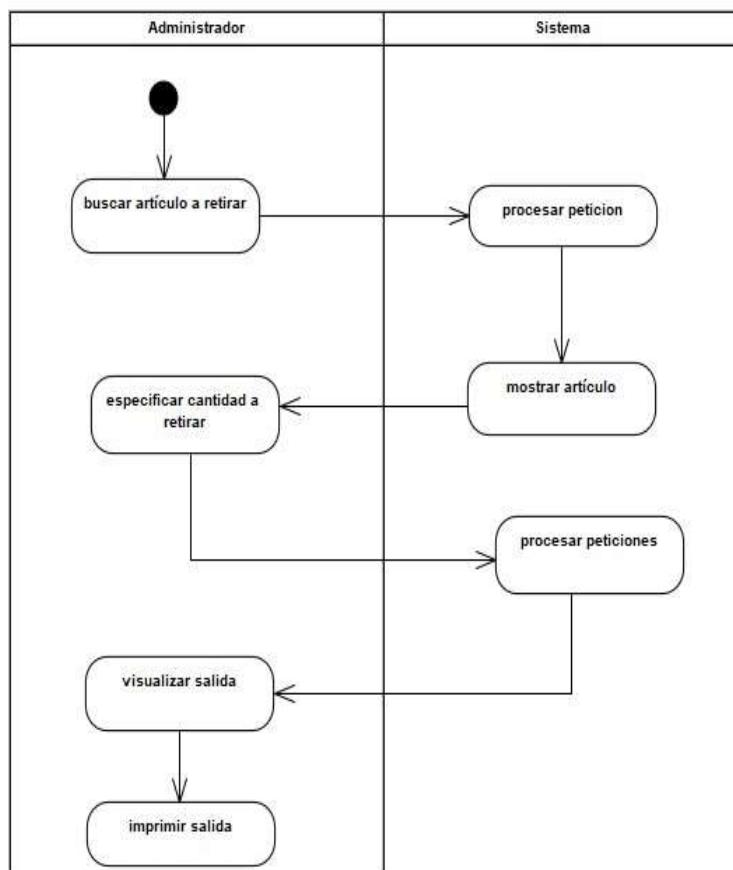 Administrador
Sistema
buscar artículo a retirar
procesar peticion
mostrar artículo
especificar cantidad a
retirar
procesar peticiones
visualizar salida
imprimir salida